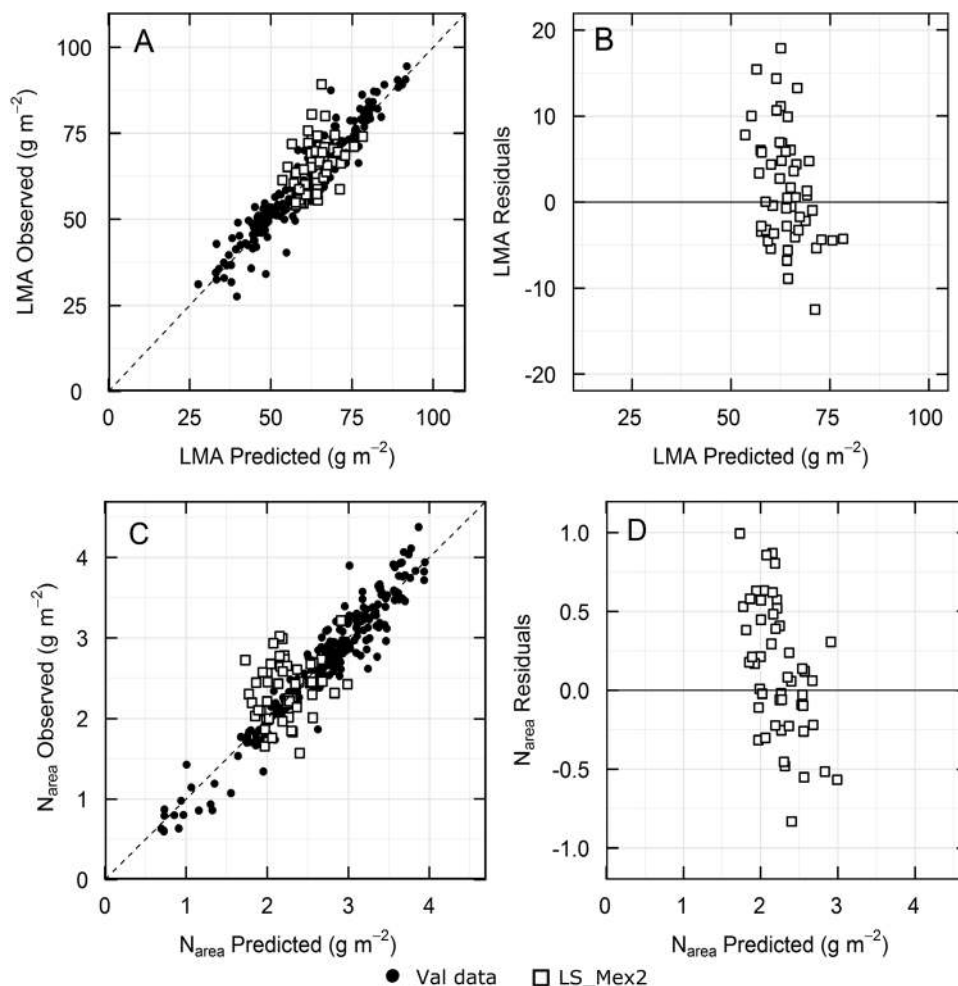 A
LMA Observed (g m⁻²)
100
75
50
25
0
0 25 50 75 100
LMA Predicted (g m⁻²)
B
LMA Residuals
20
10
0
-10
-20
25 50 75 100
LMA Predicted (g m⁻²)
C
Narea Observed (g m⁻²)
4
3
2
1
0
0 1 2 3 4
Narea Predicted (g m⁻²)
D
Narea Residuals
1.0
0.5
0.0
-0.5
-1.0
0 1 2 3 4
Narea Predicted (g m⁻²)
Val data LS_Mex2